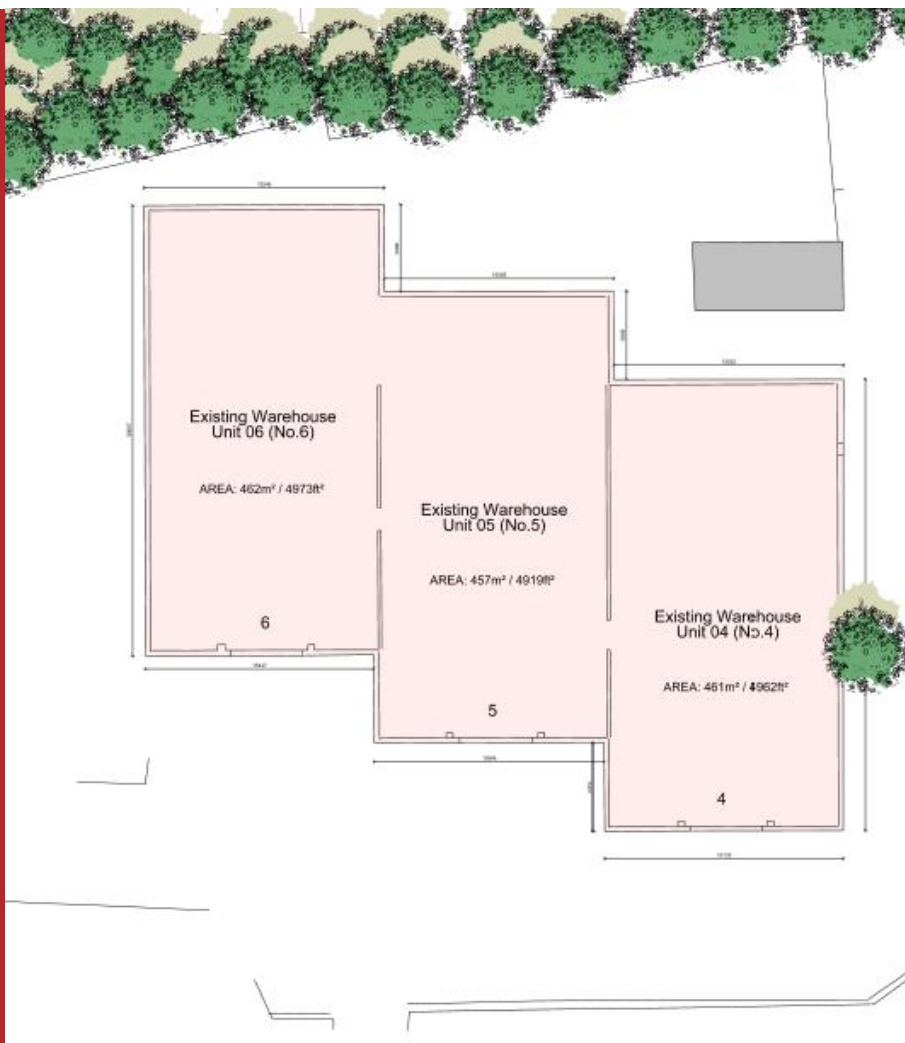 Existing Warehouse
Unit 06 (No.6)
AREA: 462m² / 4973ft²
6
Existing Warehouse
Unit 05 (No.5)
AREA: 457m² / 4919ft²
5
Existing Warehouse
Unit 04 (No.4)
AREA: 461m² / 4962ft²
4